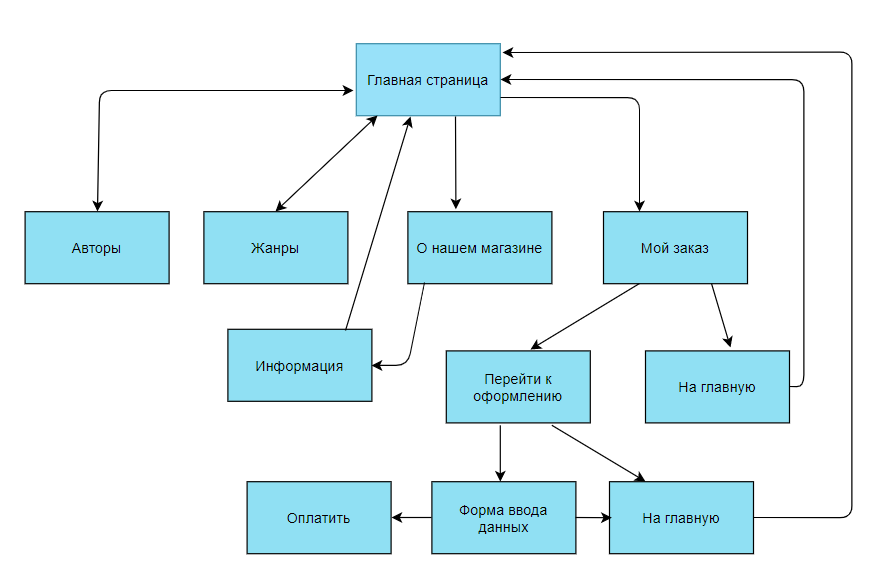 Главная страница
Авторы
Жанры
О нашем магазине
Мой заказ
Информация
Перейти к
оформлению
На главную
Оплатить
Форма ввода
данных
На главную